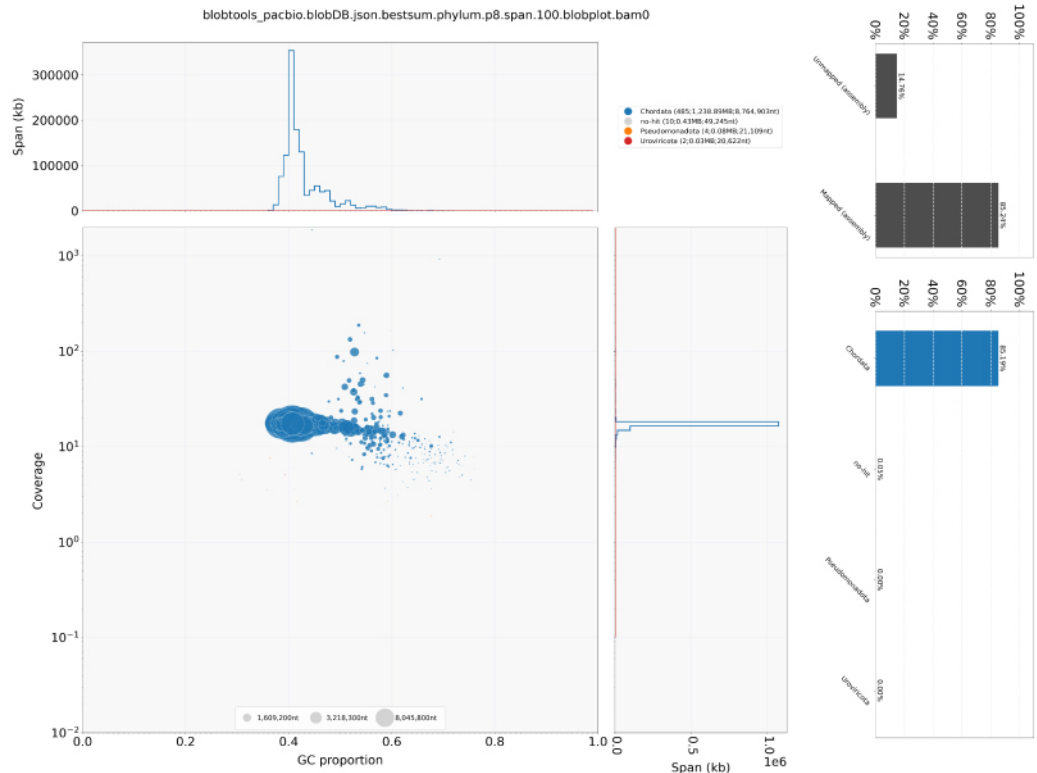 blobtools_pacbio.blobDB.json.bestsum.phylum.p8.span.100.blobplot.bam0
Span (kb)
300000
200000
100000
0
Chordata (485;1,238.89MB;8,764,903nt)
no-hit (10;0.43MB;49,245nt)
Pseudomonadota (4;0.08MB;21,109nt)
Uroviricota (2;0.03MB;20,622nt)
0%
20%
40%
60%
80%
100%
Unmapped (assembly)
14.76%
Mapped (assembly)
85.24%
0%
20%
40%
60%
80%
100%
Chordata
85.19%
no-hit
0.05%
Pseudomonadota
0.00%
Uroviricota
0.00%
Coverage
10³
10²
10¹
10⁰
10⁻¹
10⁻²
1,609,200nt
3,218,300nt
8,045,800nt
0.0
0.2
0.4
0.6
0.8
1.0
GC proportion
0.0
0.5
1.0
1e6
Span (kb)